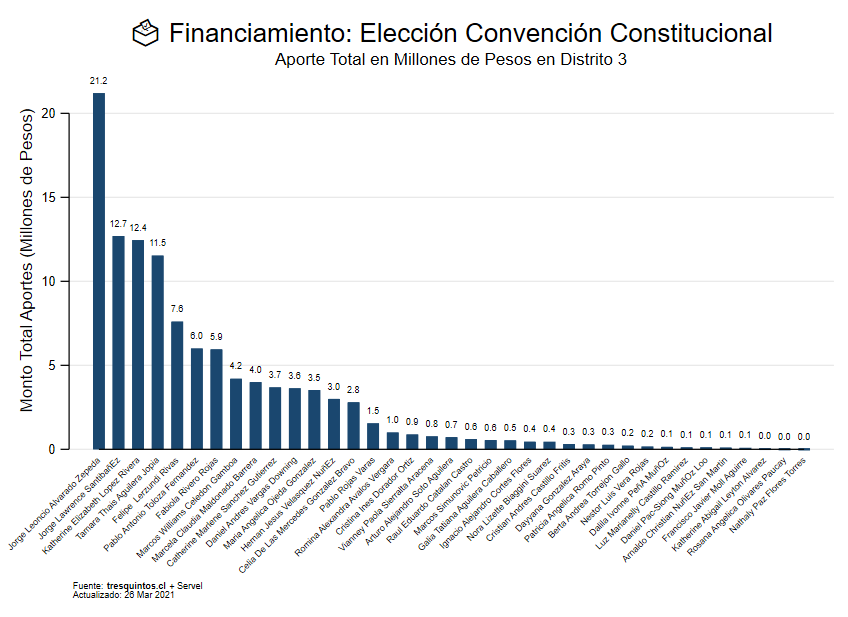 Financiamiento: Elección Convención Constitucional
Aporte Total en Millones de Pesos en Distrito 3
Monto Total Aportes (Millones de Pesos)
20
15
10
5
0
21.2
12.7
12.4
11.5
7.6
6.0
5.9
4.2
4.0
3.7
3.6
3.5
3.0
2.8
1.5
1.0
0.9
0.8
0.7
0.6
0.6
0.5
0.4
0.4
0.3
0.3
0.3
0.2
0.2
0.1
0.1
0.1
0.1
0.1
0.0
0.0
0.0
Jorge Leoncio Alvarado Zepeda
Jorge Lawrence SantibañEz
Katherine Elizabeth Lopez Rivera
Tamara Thais Aguilera Jopia
Felipe Lerzundi Rivas
Pablo Antonio Toloza Fernandez
Fabiola Rivero Rojas
Marcos Williams Celedon Gamboa
Marcela Claudia Maldonado Barrera
Catherine Marlene Sanchez Gutierrez
Daniel Andres Vargas Downing
Maria Angelica Ojeda Gonzalez
Hernan Jesus Velasquez NuñEz
Celia De Las Mercedes Gonzalez Bravo
Pablo Rojas Varas
Romina Alexandra Avalos Vergara
Cristina Ines Dorador Ortiz
Vianney Paola Sierralta Aracena
Arturo Alejandro Soto Aguilera
Raul Eduardo Catalan Castro
Marcos Simunovic Petricio
Galia Tatiana Aguilera Caballero
Ignacio Alejandro Cortes Flores
Nora Lizette Biaggini Suarez
Cristian Andres Castillo Fritis
Dayyana Gonzalez Araya
Patricia Angelica Romo Pinto
Berta Andrea Torrejon Gallo
Nestor Luis Vera Rojas
Dalila Ivonne PeñA MuñOz
Luz Marianelly Castillo Ramirez
Daniel Pac-Siong MuñOz Loo
Arnaldo Christian NuñEz San Martin
Francisco Javier Moll Aguirre
Katherine Abigail Leyton Alvarez
Rosana Angelica Olivares Paucay
Nathaly Paz Flores Torres
Fuente: tresquintos.cl + Servel
Actualizado: 26 Mar 2021